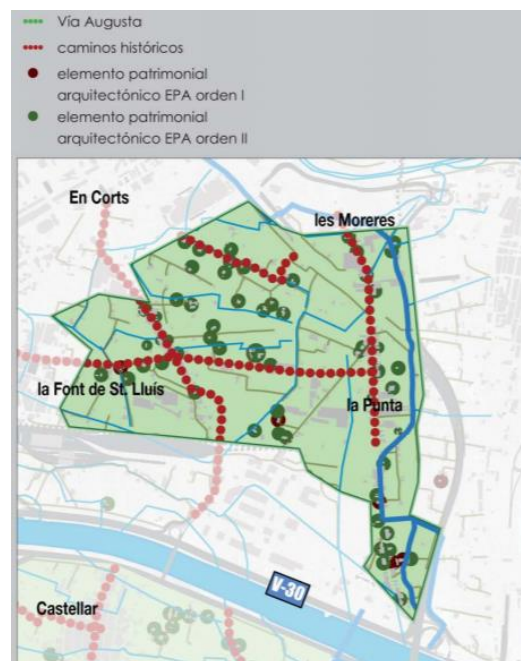 Vía Augusta
caminos históricos
elemento patrimonial
arquitectónico EPA orden I
elemento patrimonial
arquitectónico EPA orden II
En Corts
les Moreres
la Font de St. Lluís
la Punta
V-30
Castellar